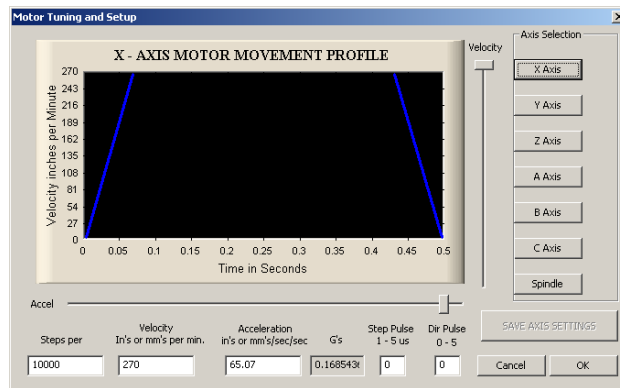 Motor Tuning and Setup
X - AXIS MOTOR MOVEMENT PROFILE
Velocity inches per Minute
270
243
216
189
162
135
108
81
54
27
0
0 0.05 0.1 0.15 0.2 0.25 0.3 0.35 0.4 0.45 0.5
Time in Seconds
Velocity
Axis Selection
X Axis
Y Axis
Z Axis
A Axis
B Axis
C Axis
Spindle
Accel
Steps per
Velocity
In's or mm's per min.
Acceleration
in's or mm's/sec/sec
G's
Step Pulse
1 - 5 us
Dir Pulse
0 - 5
SAVE AXIS SETTINGS
10000
270
65.07
0.168543
0
0
Cancel
OK